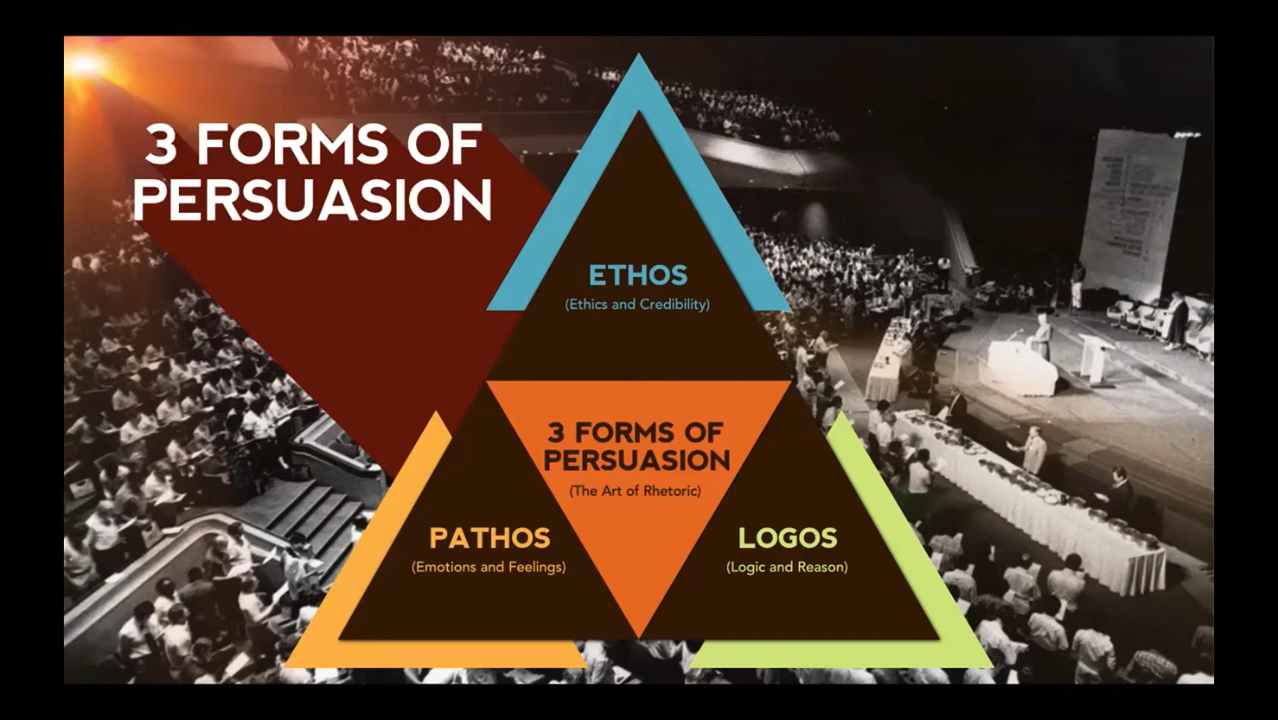 3 FORMS OF
PERSUASION
ETHOS
(Ethics and Credibility)
3 FORMS OF
PERSUASION
(The Art of Rhetoric)
PATHOS
(Emotions and Feelings)
LOGOS
(Logic and Reason)